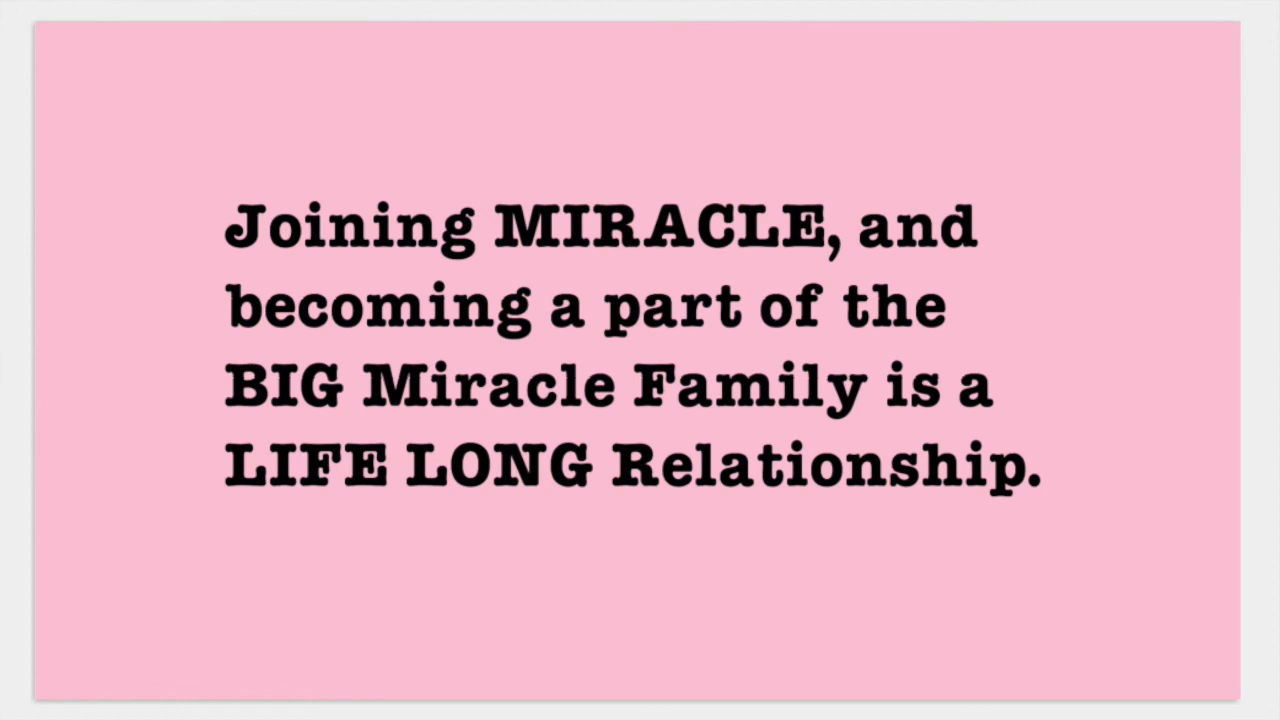 Joining MIRACLE, and
becoming a part of the
BIG Miracle Family is a
LIFE LONG Relationship.